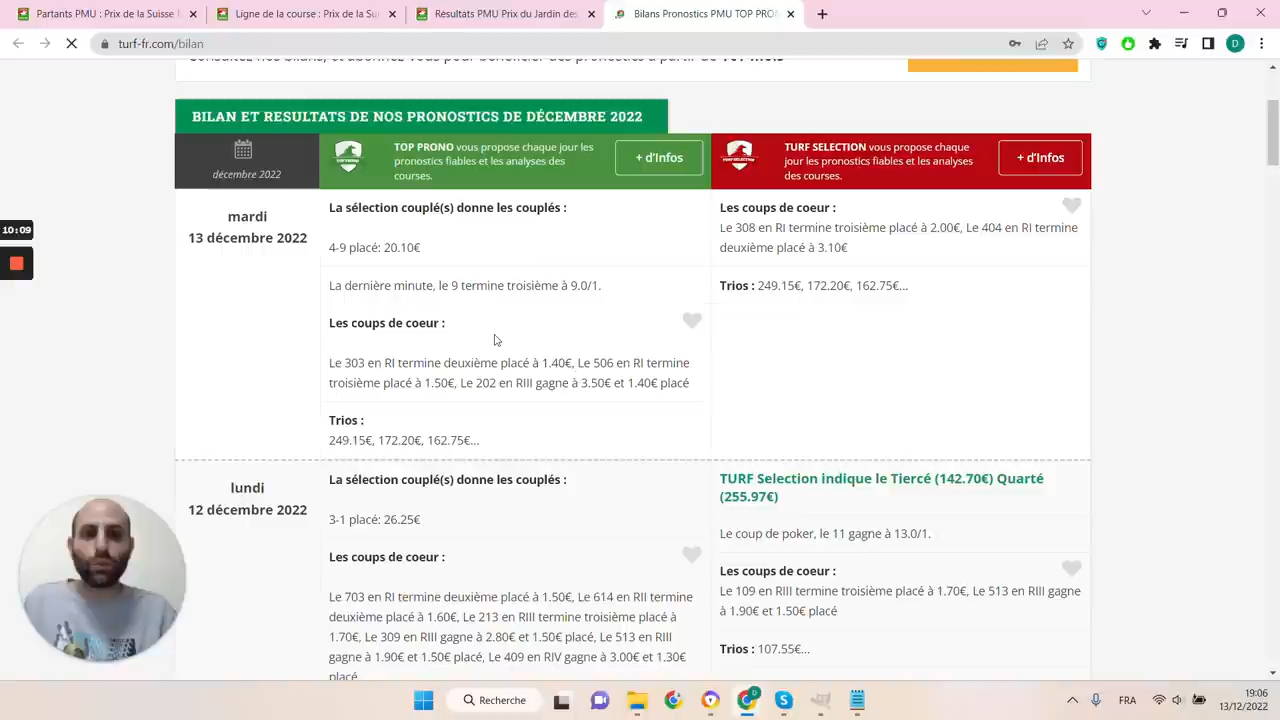 Partants PMU : Prix de la Suisse |
Ligne de la course : Prix de la Su
Résultats PMU Prix du Jardin des
Bilans Pronostics PMU TOP PRON
turf-fr.com/bilan
D
BILAN ET RESULTATS DE NOS PRONOSTICS DE DÉCEMBRE 2022
décembre 2022
TOP PRONO vous propose chaque jour les
pronostics fiables et les analyses des
courses.
+ d'Infos
TURF SELECTION vous propose chaque
jour les pronostics fiables et les analyses
des courses.
+ d'Infos
mardi
13 décembre 2022
La sélection couplé(s) donne les couplés :
4-9 placé: 20.10€
La dernière minute, le 9 termine troisième à 9.0/1.
Les coups de coeur :
Le 303 en RI termine deuxième placé à 1.40€, Le 506 en RI termine
troisième placé à 1.50€, Le 202 en RIII gagne à 3.50€ et 1.40€ placé
Trios :
249.15€, 172.20€, 162.75€...
Les coups de coeur :
Le 308 en RI termine troisième placé à 2.00€, Le 404 en RI termine
deuxième placé à 3.10€
Trios : 249.15€, 172.20€, 162.75€...
10:09
lundi
12 décembre 2022
La sélection couplé(s) donne les couplés :
3-1 placé: 26.25€
Les coups de coeur :
Le 703 en RI termine deuxième placé à 1.50€, Le 614 en RII termine
deuxième placé à 1.60€, Le 213 en RIII termine troisième placé à
1.70€, Le 309 en RIII gagne à 2.80€ et 1.50€ placé, Le 513 en RIII
gagne à 1.90€ et 1.50€ placé, Le 409 en RIV gagne à 3.00€ et 1.30€
placé
TURF Selection indique le Tiercé (142.70€) Quarté
(255.97€)
Le coup de poker, le 11 gagne à 13.0/1.
Les coups de coeur :
Le 109 en RIII termine troisième placé à 1.70€, Le 513 en RIII gagne
à 1.90€ et 1.50€ placé
Trios : 107.55€...
Recherche
FRA
19:06
13/12/2022